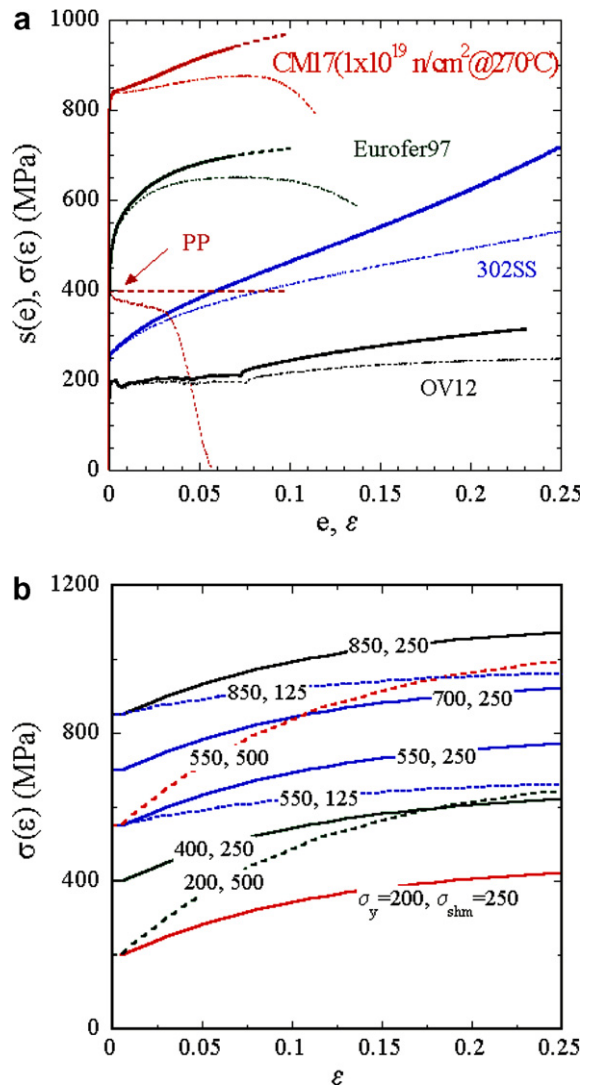 a
1000
CM17(1x10¹⁹ n/cm²@270°C)
800
Eurofer97
600
PP
400
302SS
200
OV12
0
0
0.05
0.1
0.15
0.2
0.25
s(e), σ(ε) (MPa)
e, ε
b
1200
850, 250
850, 125
800
700, 250
550, 500
550, 250
550, 125
400, 250
400
200, 500
σy=200, σshm=250
0
0
0.05
0.1
0.15
0.2
0.25
σ(ε) (MPa)
ε